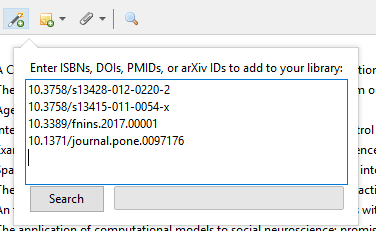 Enter ISBNs, DOIs, PMIDs, or arXiv IDs to add to your library:
10.3758/s13428-012-0220-2
10.3758/s13415-011-0054-x
10.3389/fnins.2017.00001
10.1371/journal.pone.0097176
Search
The application of computational models to social neuroscience: promis